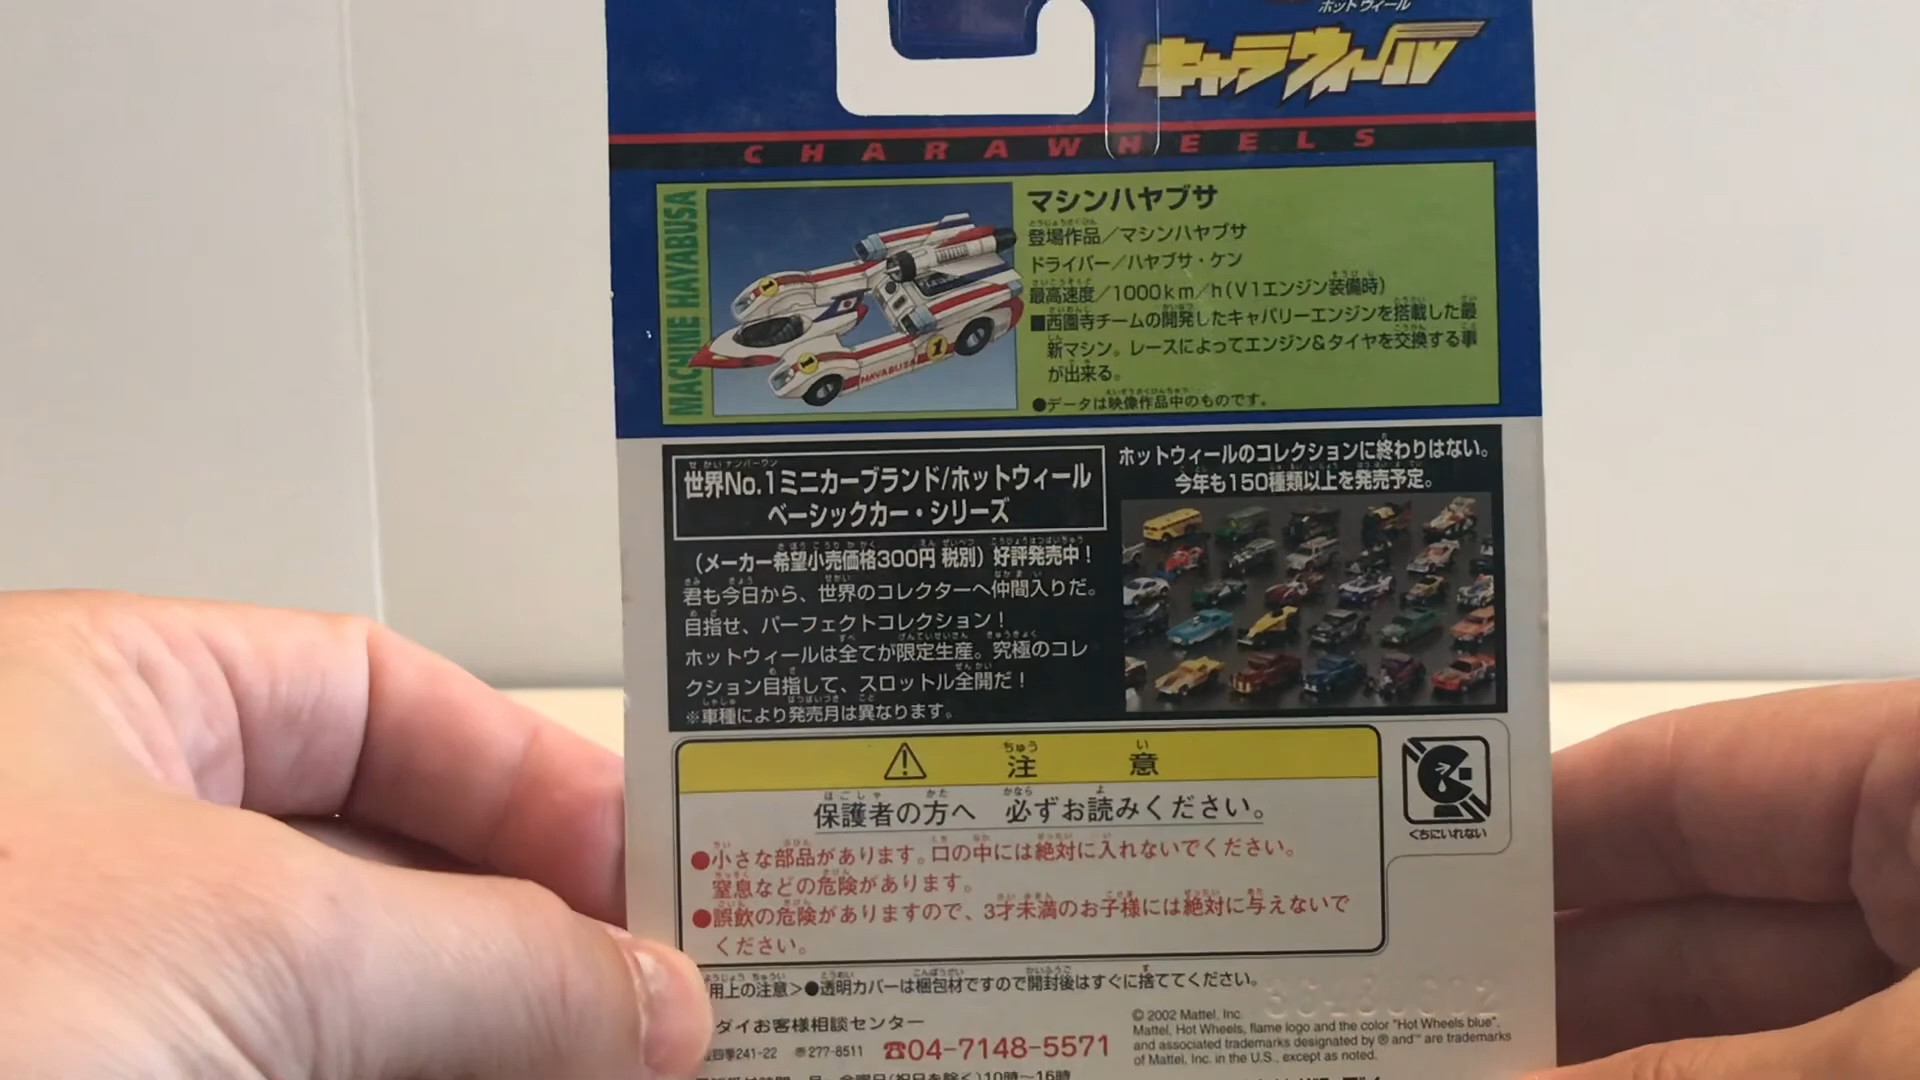 ホットウィール
キャラウィール
CHARAWHEELS
MACHINE HAYABUSA
マシンハヤブサ
登場作品／マシンハヤブサ
ドライバー／ハヤブサ・ケン
最高速度／1000km／h(V1エンジン装備時)
■西園寺チームの開発したキャバリーエンジンを搭載した最
新マシン。レースによってエンジン&タイヤを交換する事
が出来る。
●データは映像作品中のものです。
世界No.1ミニカーブランド/ホットウィール
ベーシックカー・シリーズ
（メーカー希望小売価格300円 税別）好評発売中！
君も今日から、世界のコレクターへ仲間入りだ。
目指せ、パーフェクトコレクション！
ホットウィールは全てが限定生産。究極のコレ
クション目指して、スロットル全開だ！
※車種により発売月は異なります。
ホットウィールのコレクションに終わりはない。
今年も150種類以上を発売予定。
⚠ 注意
保護者の方へ 必ずお読みください。
●小さな部品があります。口の中には絶対に入れないでください。
窒息などの危険があります。
●誤飲の危険がありますので、3才未満のお子様には絶対に与えないで
ください。
くちにいれない
用上の注意＞●透明カバーは梱包材ですので開封後はすぐに捨ててください。
ダイお客様相談センター
241-22 〒277-8511 ☎04-7148-5571
金曜日(祝日を除く)10時～16時
© 2002 Mattel, Inc.
Mattel, Hot Wheels, flame logo and the color "Hot Wheels blue",
and associated trademarks designated by ® and ™ are trademarks
of Mattel, Inc. in the U.S., except as noted.